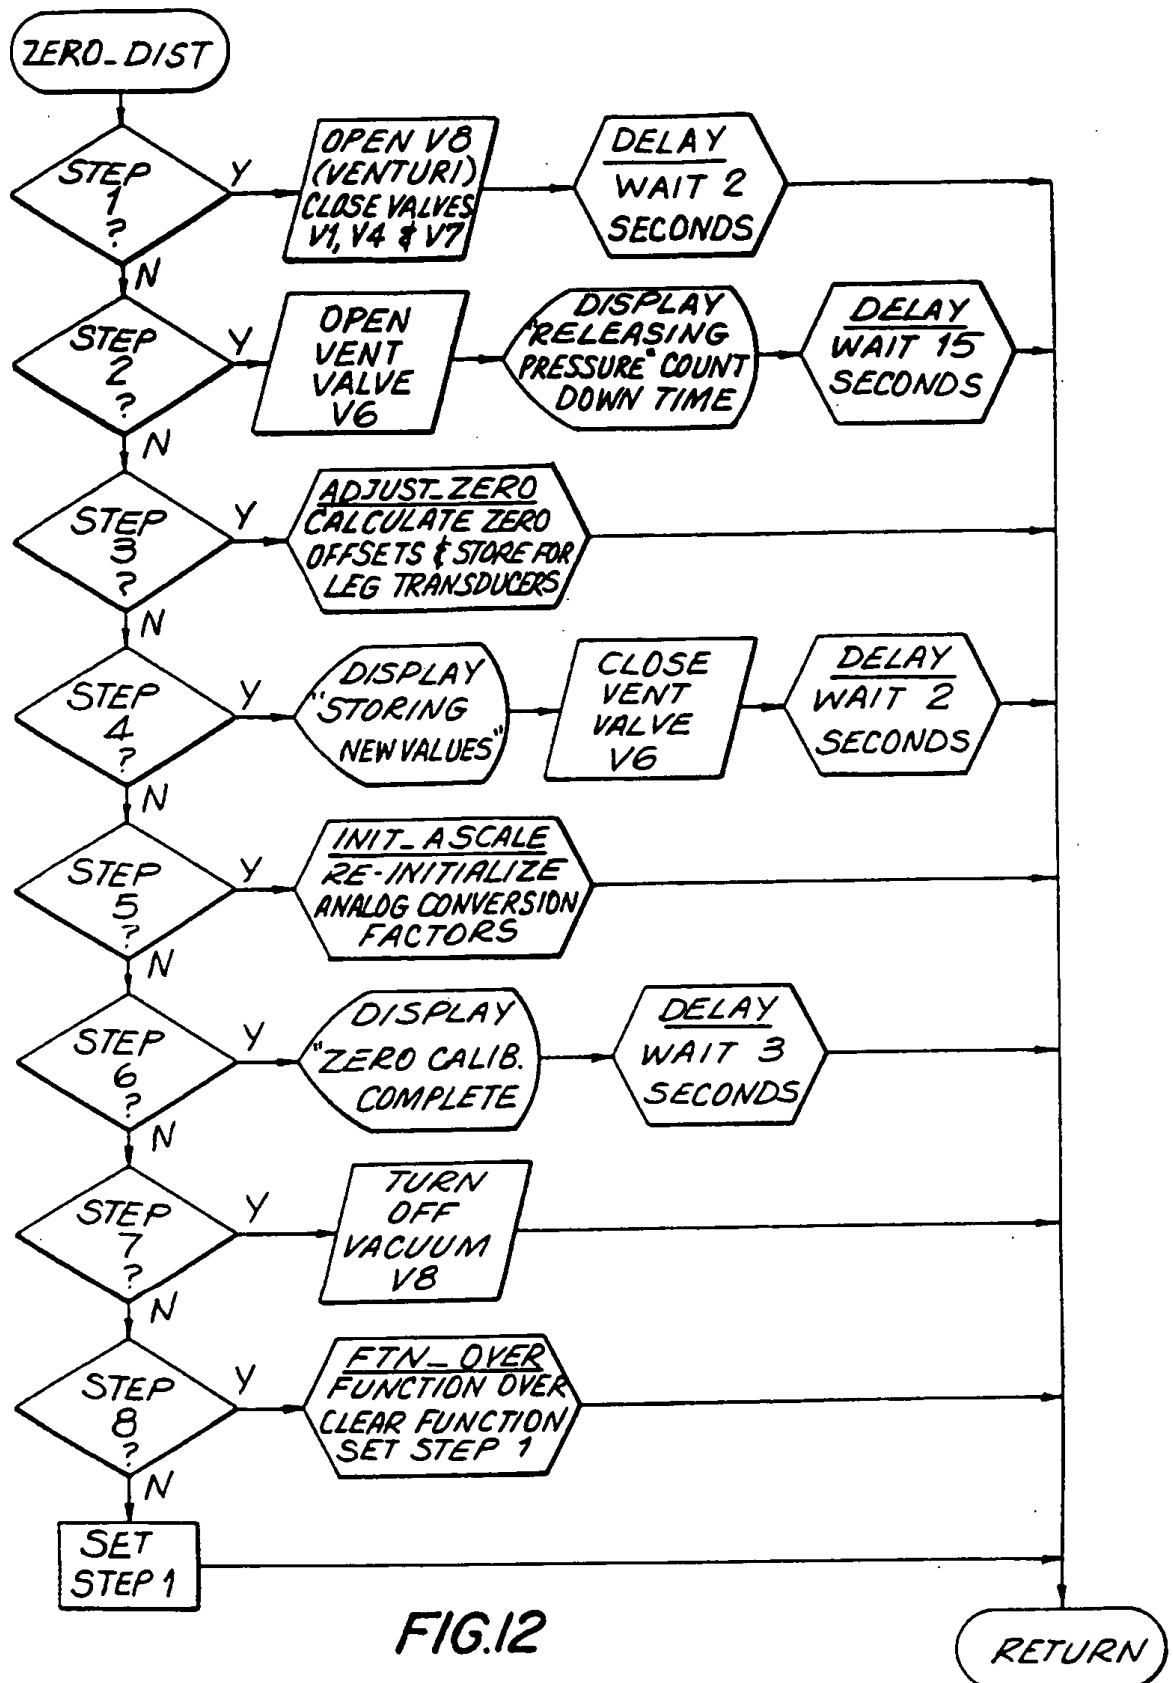 ZERO_DIST
STEP
1
?
Y
OPEN V8
(VENTURI)
CLOSE VALVES
V1, V4 & V7
DELAY
WAIT 2
SECONDS
N
STEP
2
?
Y
OPEN
VENT
VALVE
V6
DISPLAY
"RELEASING
PRESSURE" COUNT
DOWN TIME
DELAY
WAIT 15
SECONDS
N
STEP
3
?
Y
ADJUST_ZERO
CALCULATE ZERO
OFFSETS & STORE FOR
LEG TRANSDUCERS
N
STEP
4
?
Y
DISPLAY
"STORING
NEW VALUES"
CLOSE
VENT
VALVE
V6
DELAY
WAIT 2
SECONDS
N
STEP
5
?
Y
INIT_ASCALE
RE-INITIALIZE
ANALOG CONVERSION
FACTORS
N
STEP
6
?
Y
DISPLAY
"ZERO CALIB.
COMPLETE
DELAY
WAIT 3
SECONDS
N
STEP
7
?
Y
TURN
OFF
VACUUM
V8
N
STEP
8
?
Y
FTN_OVER
FUNCTION OVER
CLEAR FUNCTION
SET STEP 1
N
SET
STEP 1
FIG.12
RETURN